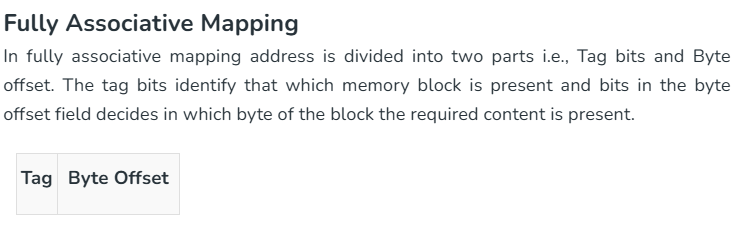 Fully Associative Mapping
In fully associative mapping address is divided into two parts i.e., Tag bits and Byte
offset. The tag bits identify that which memory block is present and bits in the byte
offset field decides in which byte of the block the required content is present.
Tag Byte Offset